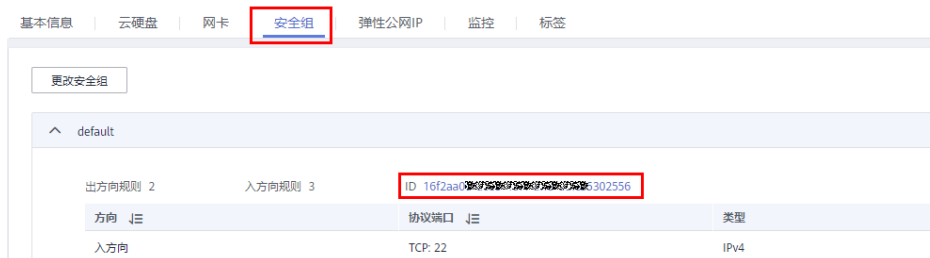 基本信息 云硬盘 网卡 安全组 弹性公网IP 监控 标签
更改安全组
default
出方向规则 2 入方向规则 3 ID 16f2aa0 5302556
方向 协议端口 类型
入方向 TCP: 22 IPv4